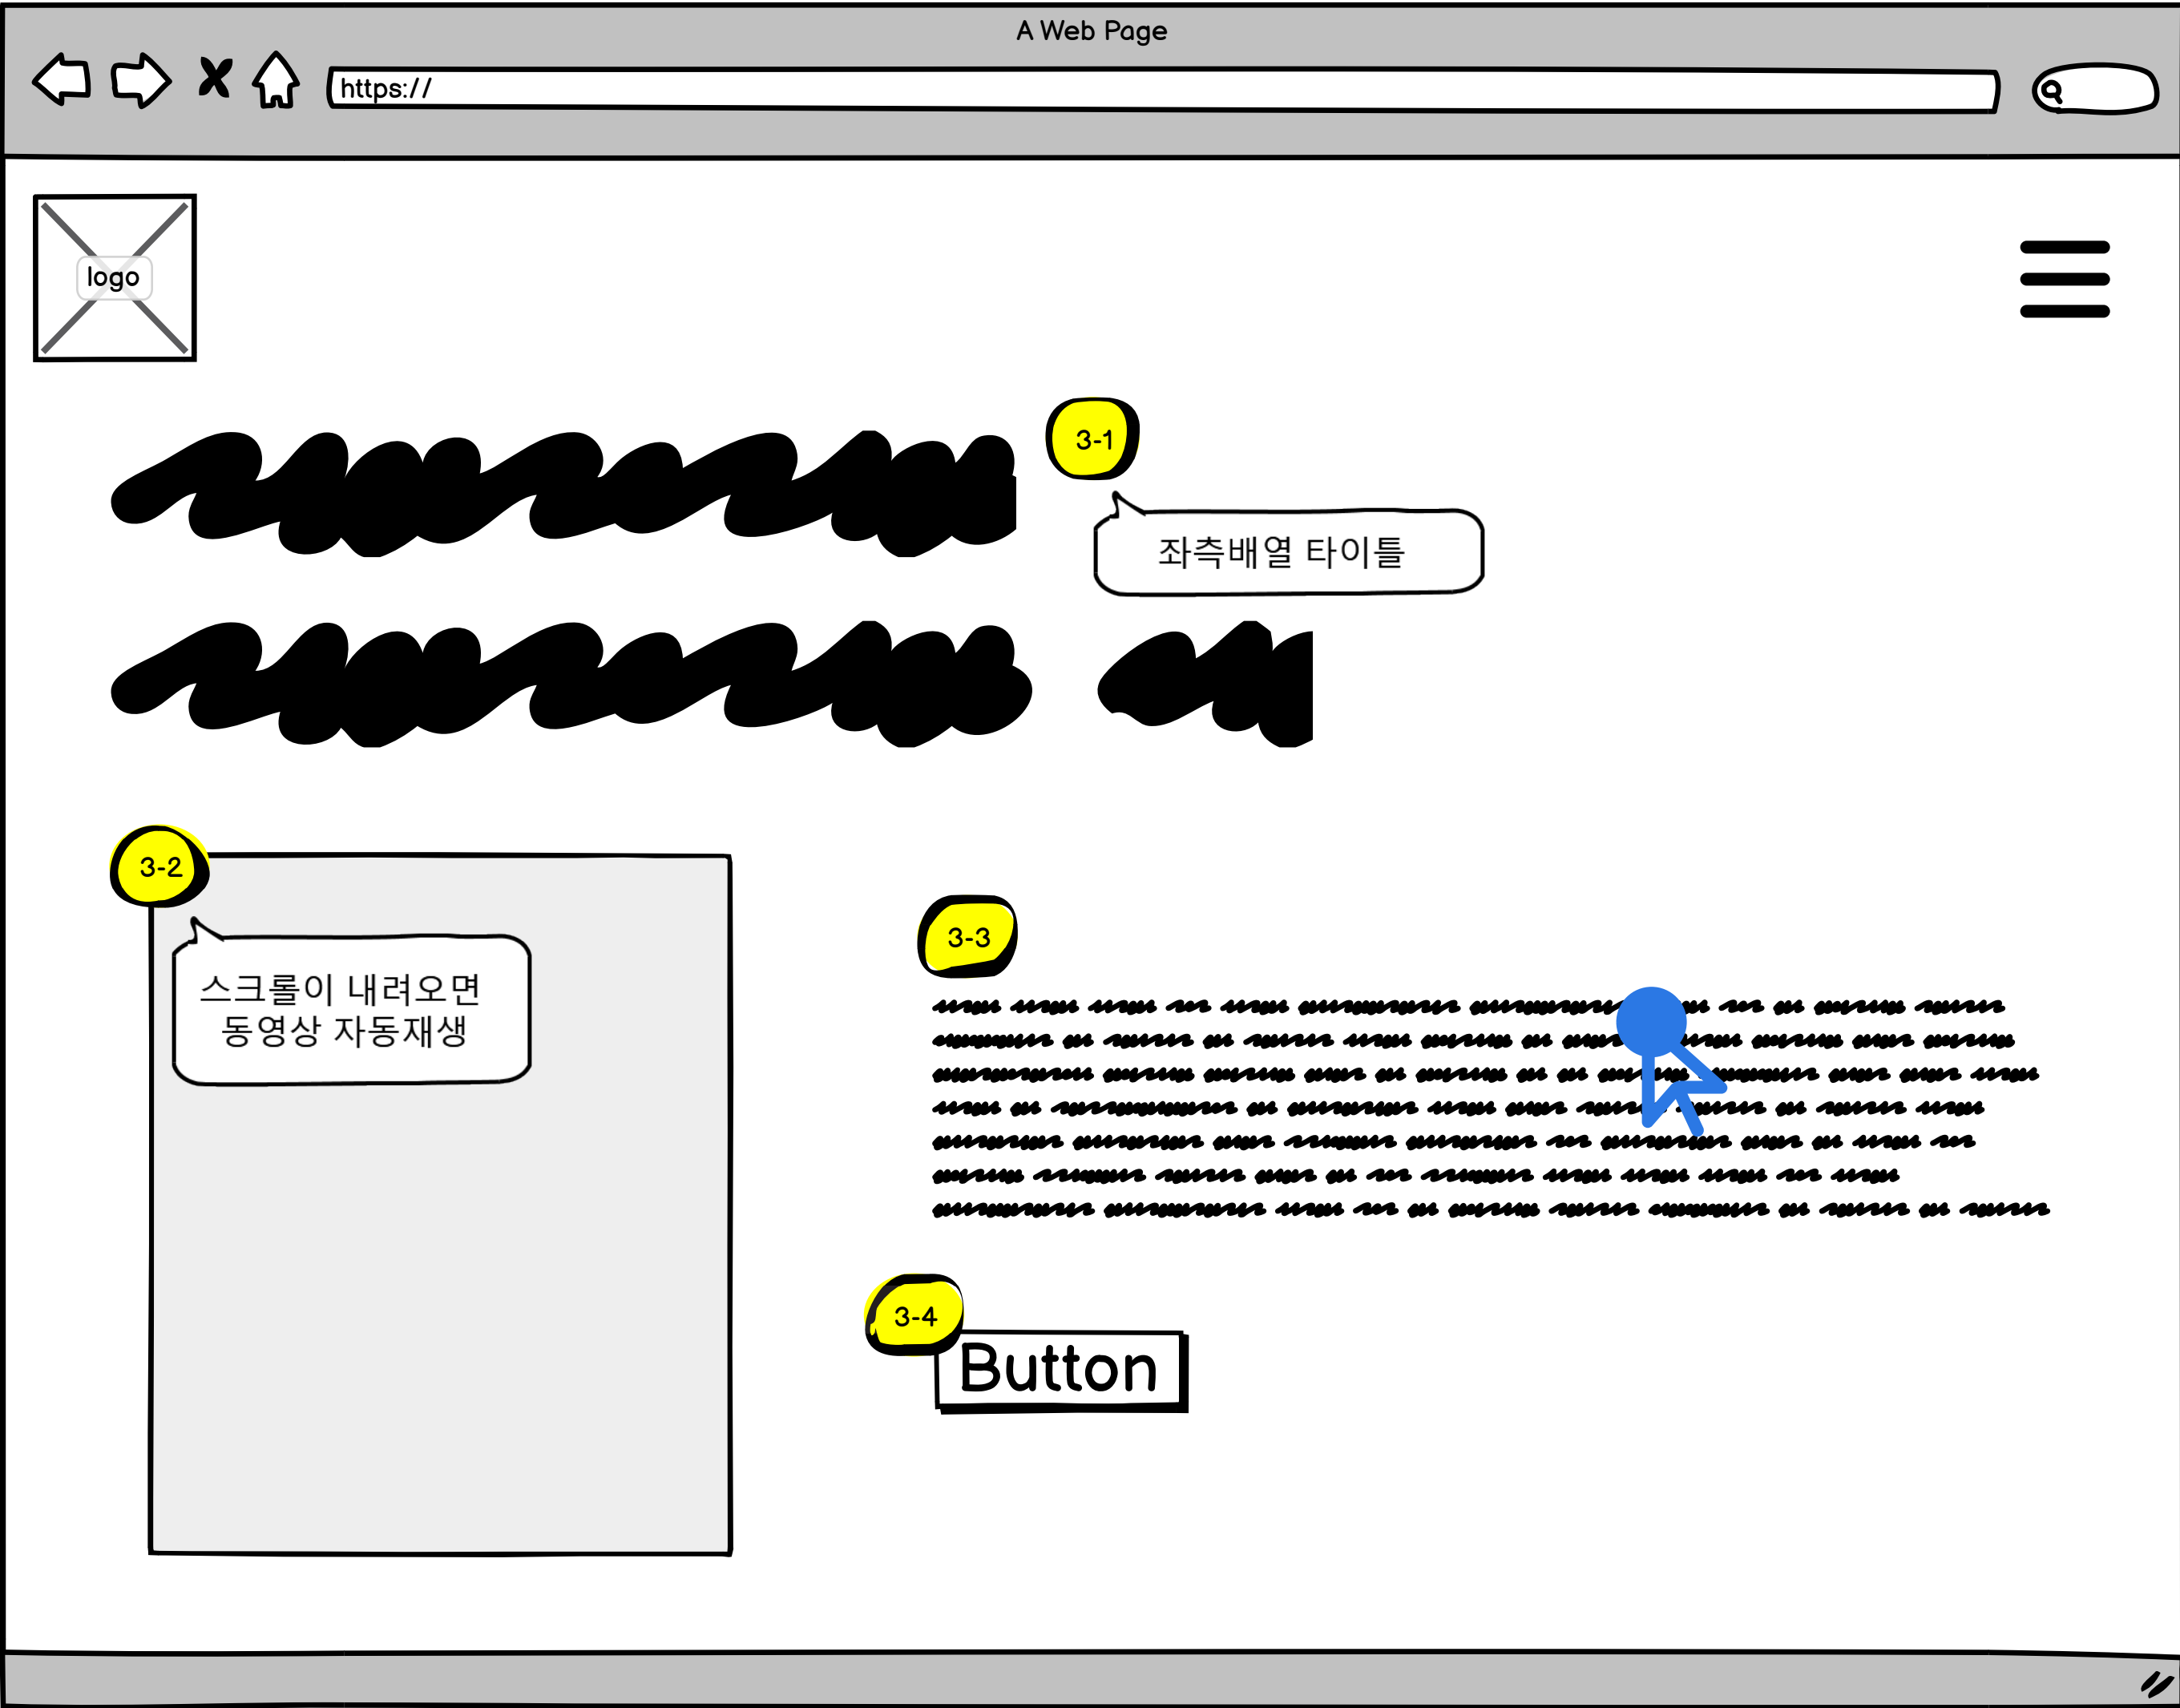 A Web Page
https://
logo
3-1
좌측배열 타이틀
3-2
스크롤이 내려오면
동영상 자동재생
3-3
3-4
Button